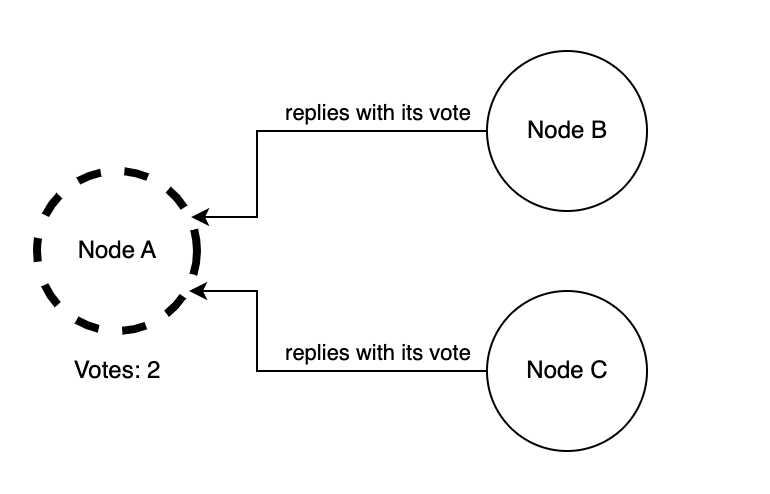 replies with its vote
Node B
Node A
replies with its vote
Node C
Votes: 2